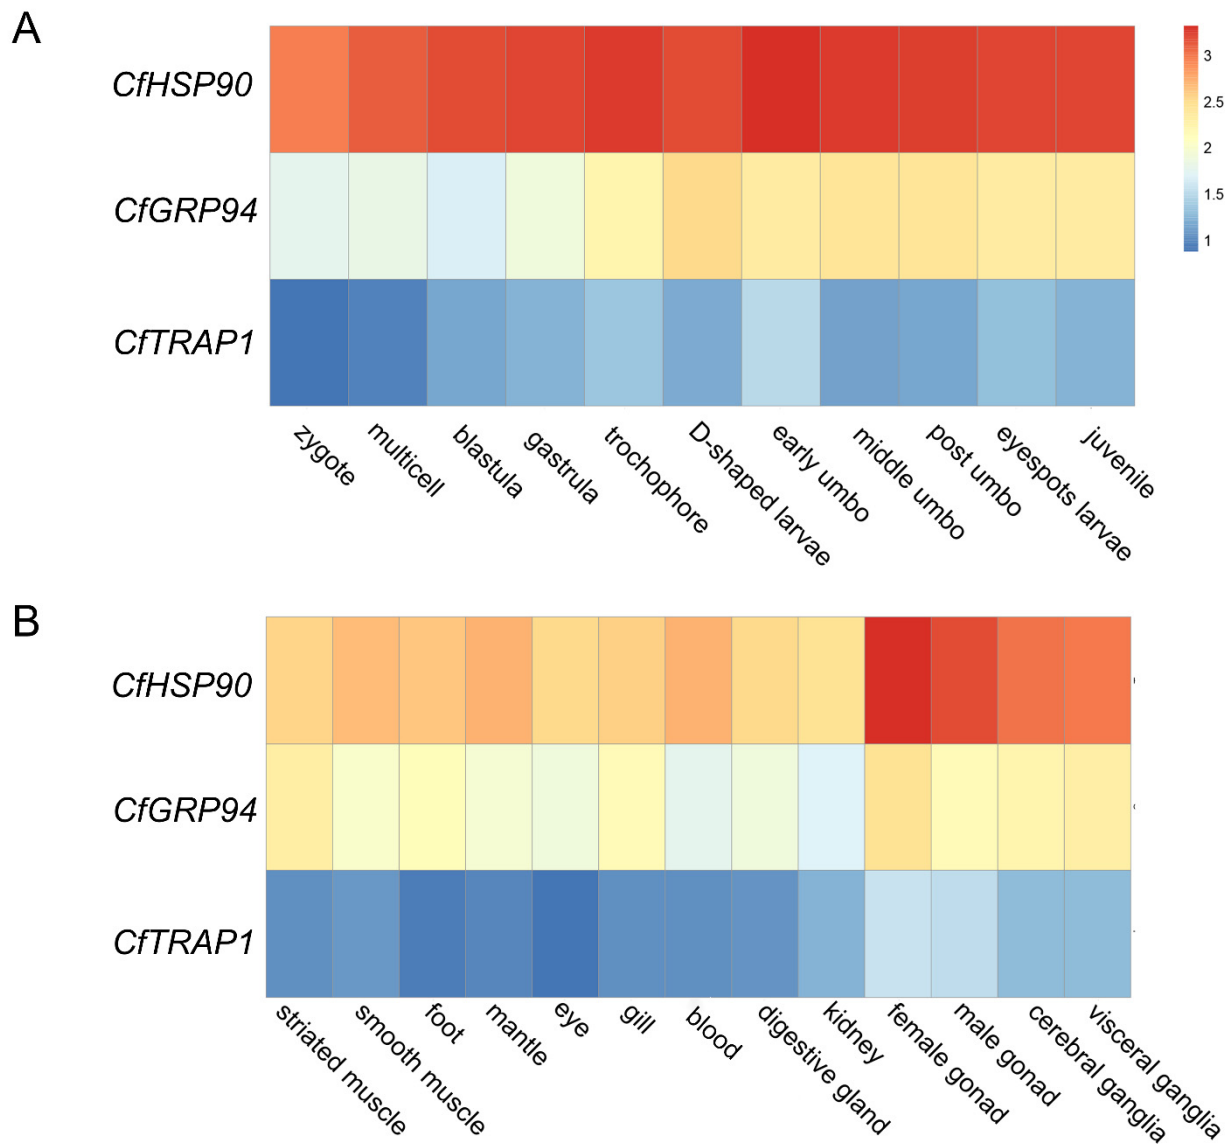 A
CfHSP90
CfGRP94
CfTRAP1
3
2.5
2
1.5
1
zygote
multicell
blastula
gastrula
trochophore
D-shaped larvae
early umbo
middle umbo
post umbo
eyespots larvae
juvenile
B
CfHSP90
CfGRP94
CfTRAP1
striated muscle
smooth muscle
foot
mantle
eye
gill
blood
digestive gland
kidney
female gonad
male gonad
cerebral ganglia
visceral ganglia